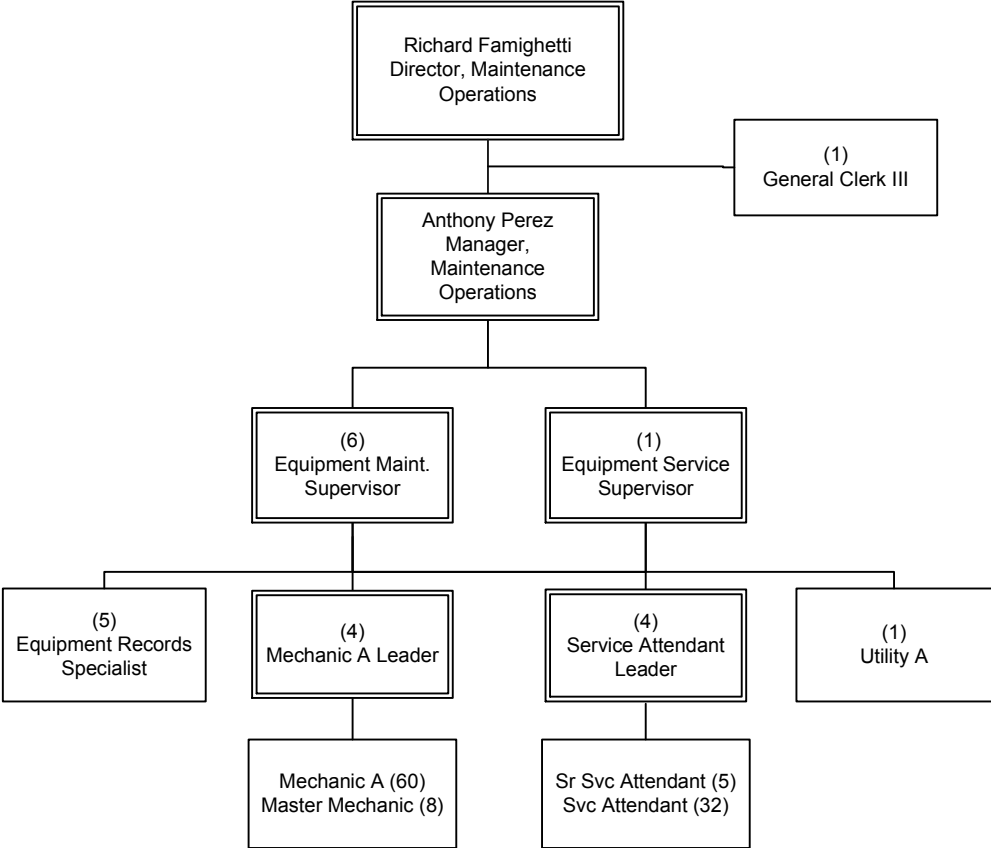 Richard Famighetti
Director, Maintenance
Operations
(1)
General Clerk III
Anthony Perez
Manager,
Maintenance
Operations
(6)
Equipment Maint.
Supervisor
(1)
Equipment Service
Supervisor
(5)
Equipment Records
Specialist
(4)
Mechanic A Leader
(4)
Service Attendant
Leader
(1)
Utility A
Mechanic A (60)
Master Mechanic (8)
Sr Svc Attendant (5)
Svc Attendant (32)